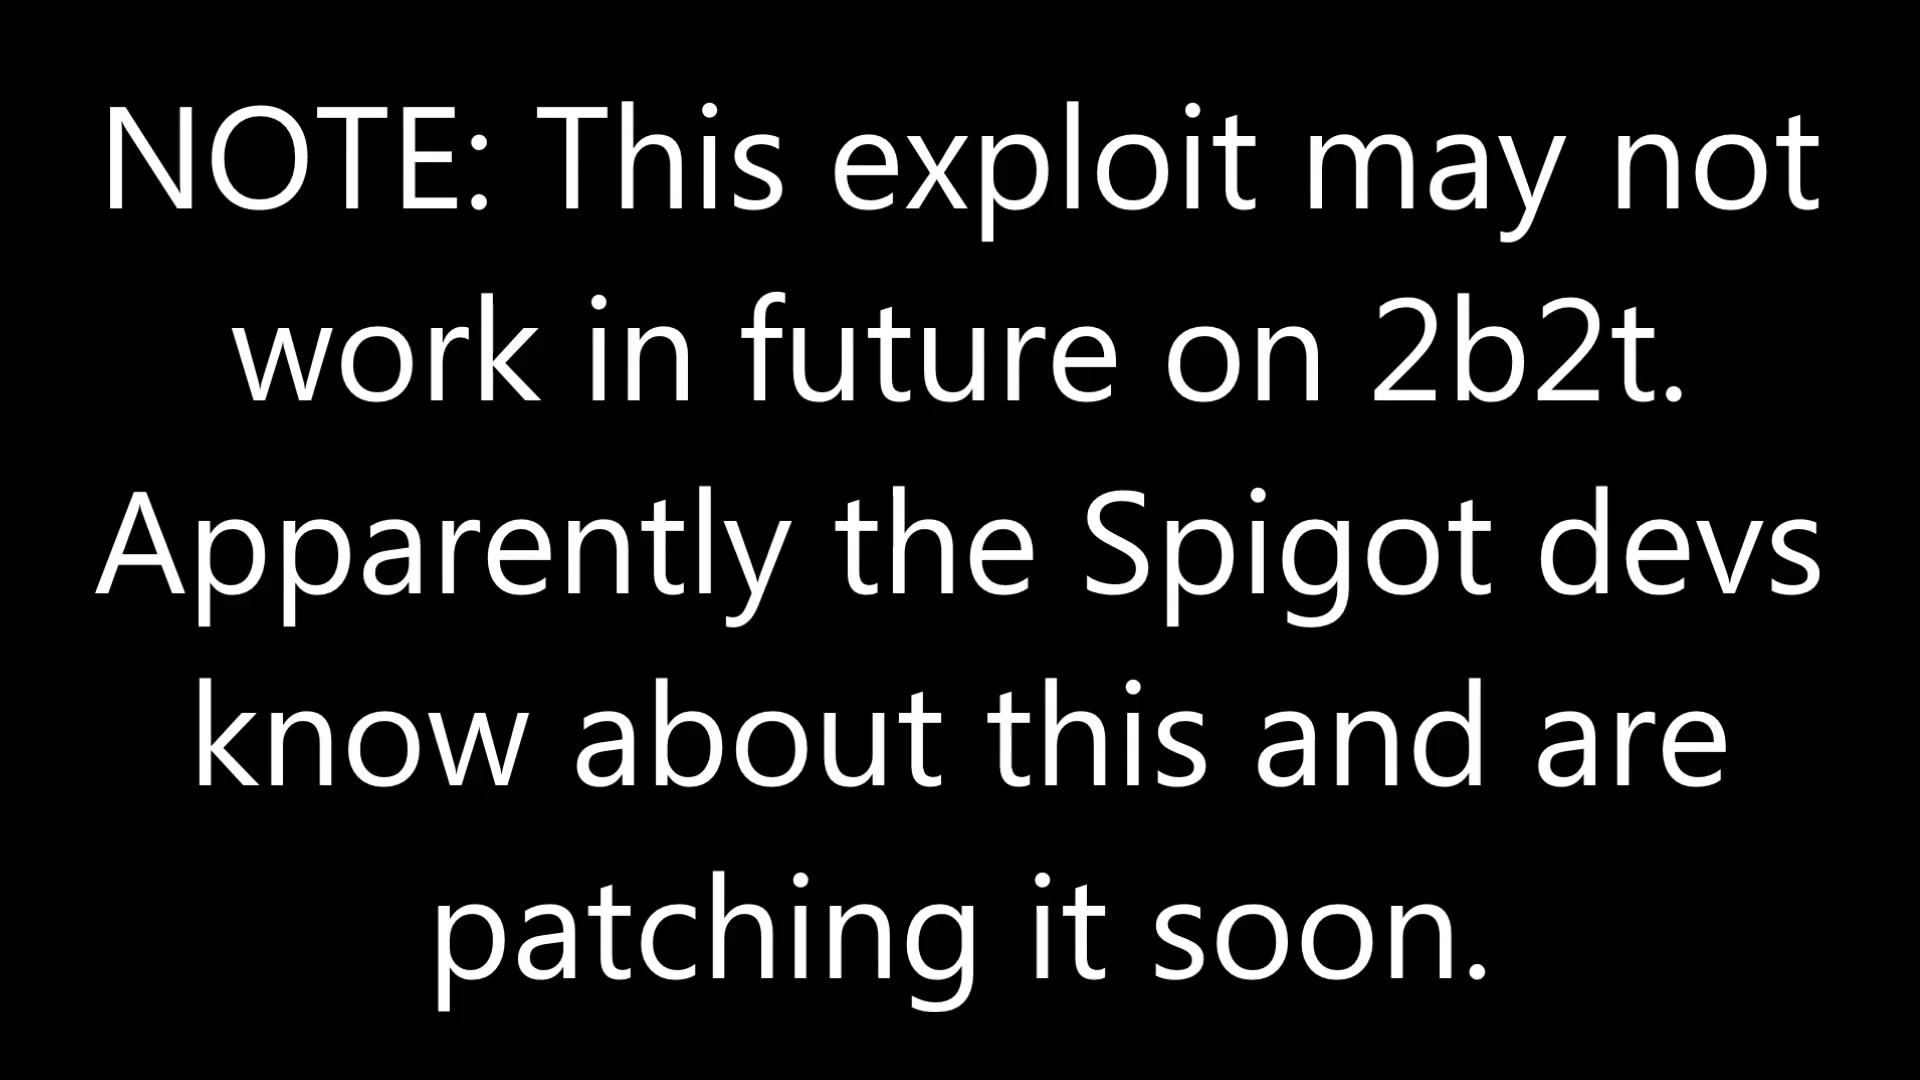 NOTE: This exploit may not
work in future on 2b2t.
Apparently the Spigot devs
know about this and are
patching it soon.